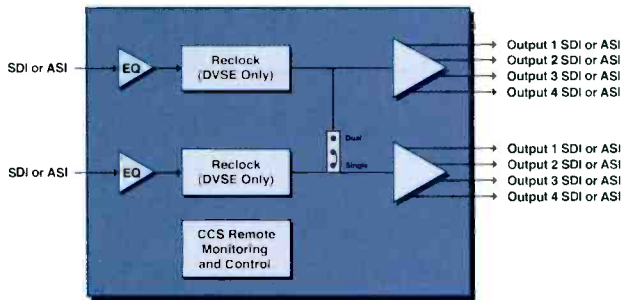 SDI or ASI
EQ
Reclock
(DVSE Only)
Output 1 SDI or ASI
Output 2 SDI or ASI
Output 3 SDI or ASI
Output 4 SDI or ASI
Dual
Single
SDI or ASI
EQ
Reclock
(DVSE Only)
Output 1 SDI or ASI
Output 2 SDI or ASI
Output 3 SDI or ASI
Output 4 SDI or ASI
CCS Remote
Monitoring
and Control